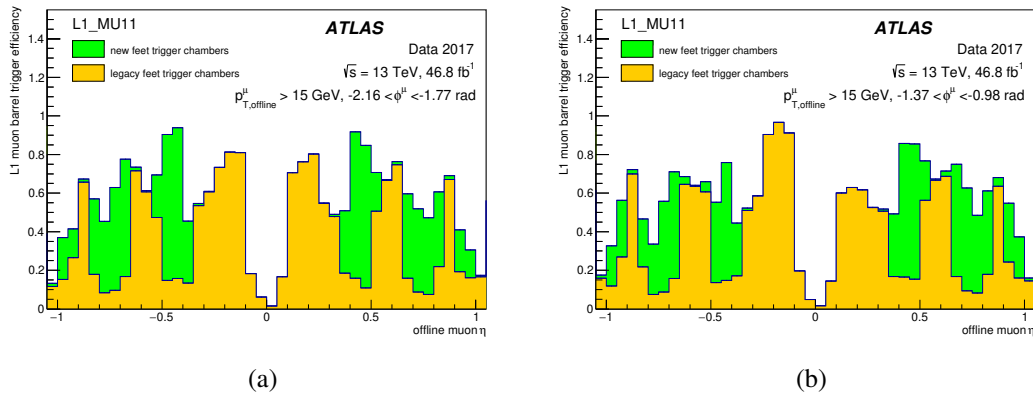 L1_MU11
ATLAS
new feet trigger chambers
Data 2017
legacy feet trigger chambers
√s = 13 TeV, 46.8 fb⁻¹
p^μ_T,offline > 15 GeV, -2.16 <ϕ^μ <-1.77 rad
L1 muon barrel trigger efficiency
1.4
1.2
1
0.8
0.6
0.4
0.2
0
−1
−0.5
0
0.5
1
offline muon η
(a)
L1_MU11
ATLAS
new feet trigger chambers
Data 2017
legacy feet trigger chambers
√s = 13 TeV, 46.8 fb⁻¹
p^μ_T,offline > 15 GeV, -1.37 <ϕ^μ <-0.98 rad
L1 muon barrel trigger efficiency
1.4
1.2
1
0.8
0.6
0.4
0.2
0
−1
−0.5
0
0.5
1
offline muon η
(b)